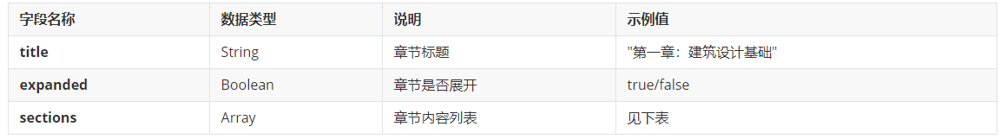 字段名称 数据类型 说明 示例值
title String 章节标题 "第一章：建筑设计基础"
expanded Boolean 章节是否展开 true/false
sections Array 章节内容列表 见下表